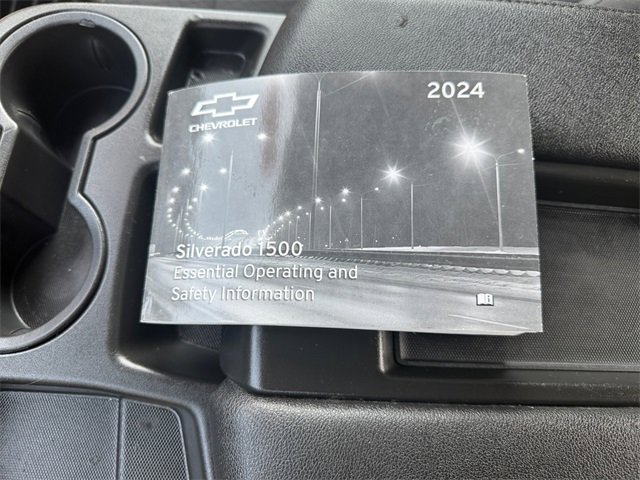 2024
CHEVROLET
Silverado 1500
Essential Operating and
Safety Information